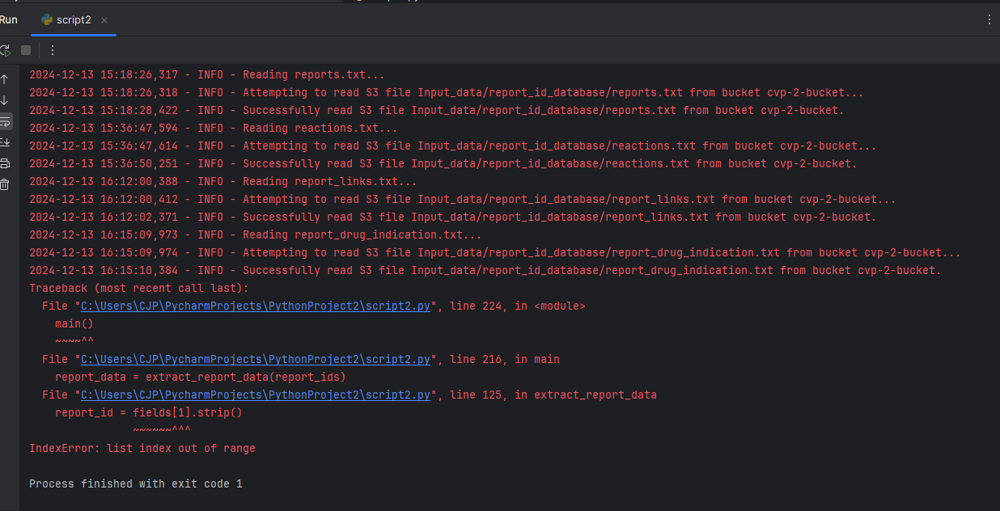 Run
script2
2024-12-13 15:18:26,317 - INFO - Reading reports.txt...
2024-12-13 15:18:26,318 - INFO - Attempting to read S3 file Input_data/report_id_database/reports.txt from bucket cvp-2-bucket...
2024-12-13 15:18:28,422 - INFO - Successfully read S3 file Input_data/report_id_database/reports.txt from bucket cvp-2-bucket.
2024-12-13 15:36:47,594 - INFO - Reading reactions.txt...
2024-12-13 15:36:47,614 - INFO - Attempting to read S3 file Input_data/report_id_database/reactions.txt from bucket cvp-2-bucket...
2024-12-13 15:36:50,251 - INFO - Successfully read S3 file Input_data/report_id_database/reactions.txt from bucket cvp-2-bucket.
2024-12-13 16:12:00,388 - INFO - Reading report_links.txt...
2024-12-13 16:12:00,412 - INFO - Attempting to read S3 file Input_data/report_id_database/report_links.txt from bucket cvp-2-bucket...
2024-12-13 16:12:02,371 - INFO - Successfully read S3 file Input_data/report_id_database/report_links.txt from bucket cvp-2-bucket.
2024-12-13 16:15:09,973 - INFO - Reading report_drug_indication.txt...
2024-12-13 16:15:09,974 - INFO - Attempting to read S3 file Input_data/report_id_database/report_drug_indication.txt from bucket cvp-2-bucket...
2024-12-13 16:15:10,384 - INFO - Successfully read S3 file Input_data/report_id_database/report_drug_indication.txt from bucket cvp-2-bucket.
Traceback (most recent call last):
  File "C:\Users\CJP\PycharmProjects\PythonProject2\script2.py", line 224, in <module>
    main()
    ~~~~^^
  File "C:\Users\CJP\PycharmProjects\PythonProject2\script2.py", line 216, in main
    report_data = extract_report_data(report_ids)
  File "C:\Users\CJP\PycharmProjects\PythonProject2\script2.py", line 125, in extract_report_data
    report_id = fields[1].strip()
                ~~~~~~^^^
IndexError: list index out of range
Process finished with exit code 1